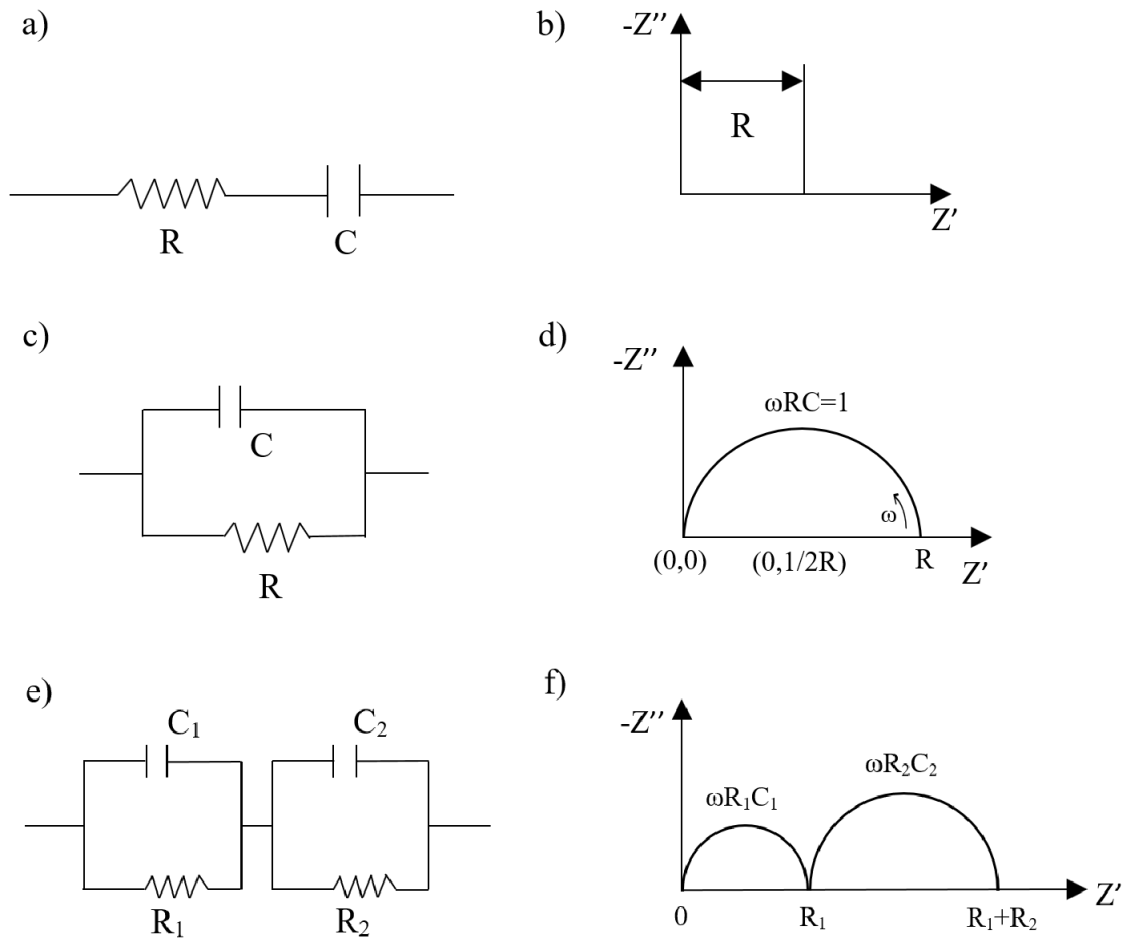 a)
R
C
b)
-Z''
R
Z'
c)
C
R
d)
-Z''
ωRC=1
ω
(0,0)
(0,1/2R)
R
Z'
e)
C₁
C₂
R₁
R₂
f)
-Z''
ωR₁C₁
ωR₂C₂
0
R₁
R₁+R₂
Z'